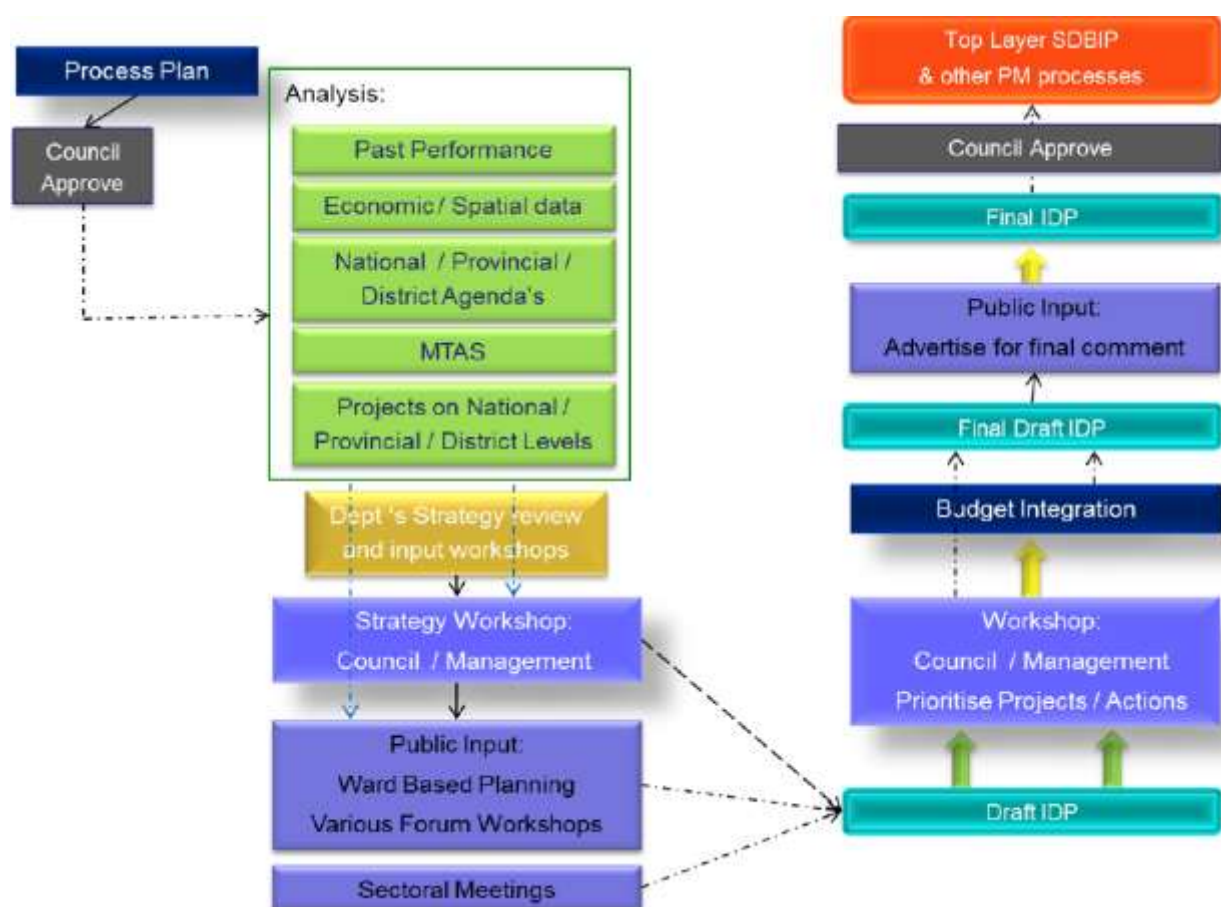 Process Plan
Council
Approve
Analysis:
Past Performance
Economic / Spatial data
National / Provincial /
District Agenda's
MTAS
Projects on National /
Provincial / District Levels
Dept 's Strategy review
and input workshops
Strategy Workshop:
Council / Management
Public Input:
Ward Based Planning
Various Forum Workshops
Sectoral Meetings
Top Layer SDBIP
& other PM processes
Council Approve
Final IDP
Public Input:
Advertise for final comment
Final Draft IDP
Budget Integration
Workshop:
Council / Management
Prioritise Projects / Actions
Draft IDP